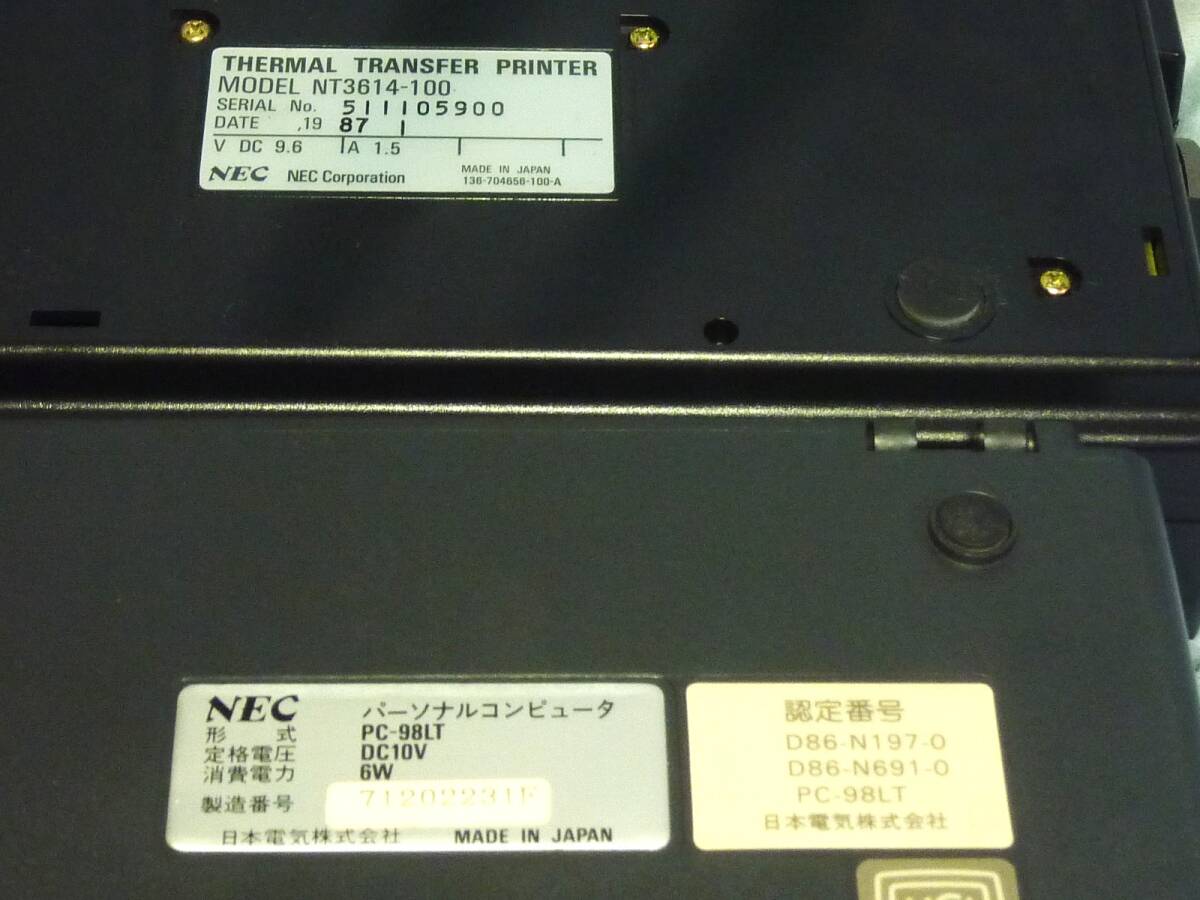 THERMAL TRANSFER PRINTER
MODEL NT3614-100
SERIAL No. 511105900
DATE ,19 87 1
V DC 9.6 A 1.5
NEC NEC Corporation
MADE IN JAPAN
136-704656-100-A
NEC パーソナルコンピュータ
形 式 PC-98LT
定格電圧 DC10V
消費電力 6W
製造番号 71202231F
日本電気株式会社 MADE IN JAPAN
認定番号
D86-N197-0
D86-N691-0
PC-98LT
日本電気株式会社